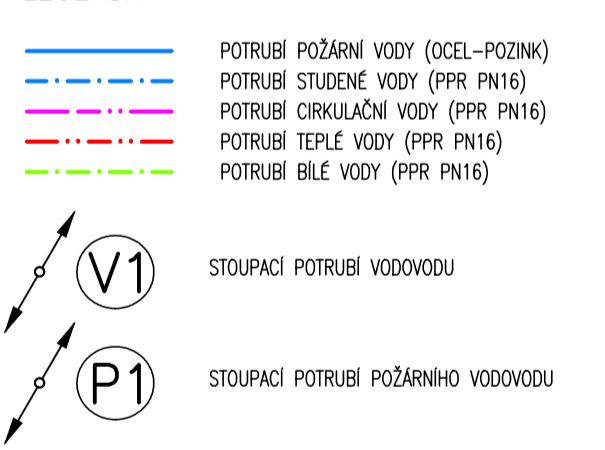 POTRUBÍ POŽÁRNÍ VODY (OCEL-POZINK)
POTRUBÍ STUDENÉ VODY (PPR PN16)
POTRUBÍ CIRKULAČNÍ VODY (PPR PN16)
POTRUBÍ TEPLÉ VODY (PPR PN16)
POTRUBÍ BÍLÉ VODY (PPR PN16)
V1 STOUPACÍ POTRUBÍ VODOVODU
P1 STOUPACÍ POTRUBÍ POŽÁRNÍHO VODOVODU